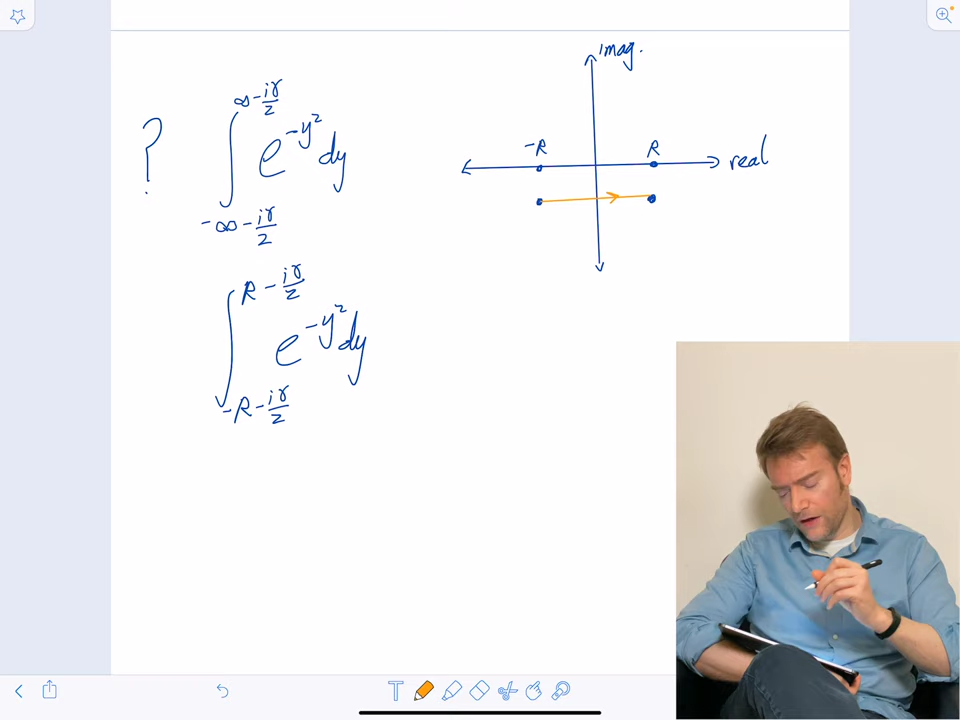 ? ∫_{-∞ - iγ/2}^{∞ - iγ/2} e^{-y²} dy
∫_{-R - iγ/2}^{R - iγ/2} e^{-y²} dy
imag.
-R R real
T